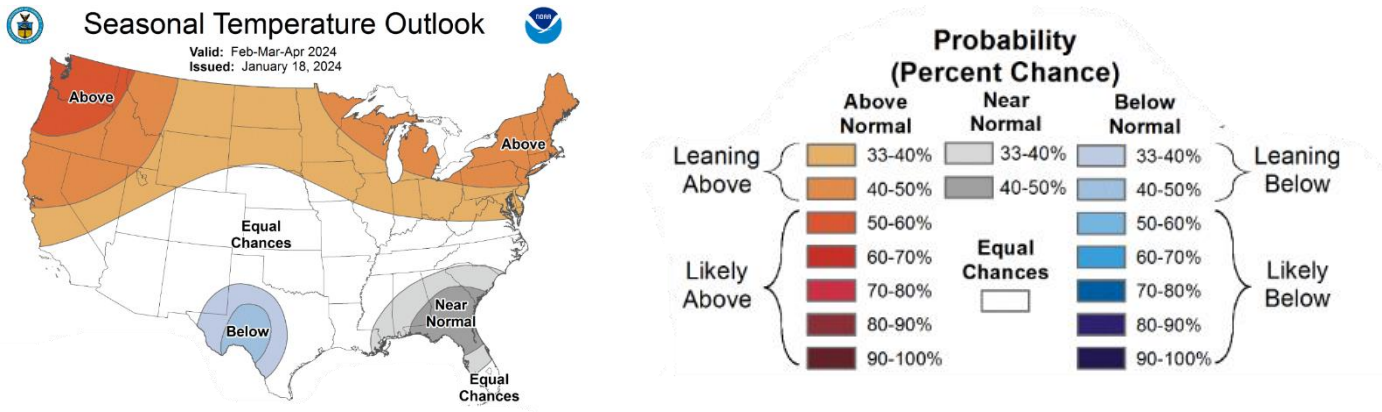 Seasonal Temperature Outlook
NOAA
Valid: Feb-Mar-Apr 2024
Issued: January 18, 2024
Above
Above
Equal
Chances
Near
Normal
Below
Equal
Chances
Probability
(Percent Chance)
Above
Normal
Near
Normal
Below
Normal
Leaning
Above
33-40%
40-50%
33-40%
40-50%
33-40%
40-50%
Leaning
Below
Likely
Above
50-60%
60-70%
70-80%
80-90%
90-100%
Equal
Chances
50-60%
60-70%
70-80%
80-90%
90-100%
Likely
Below